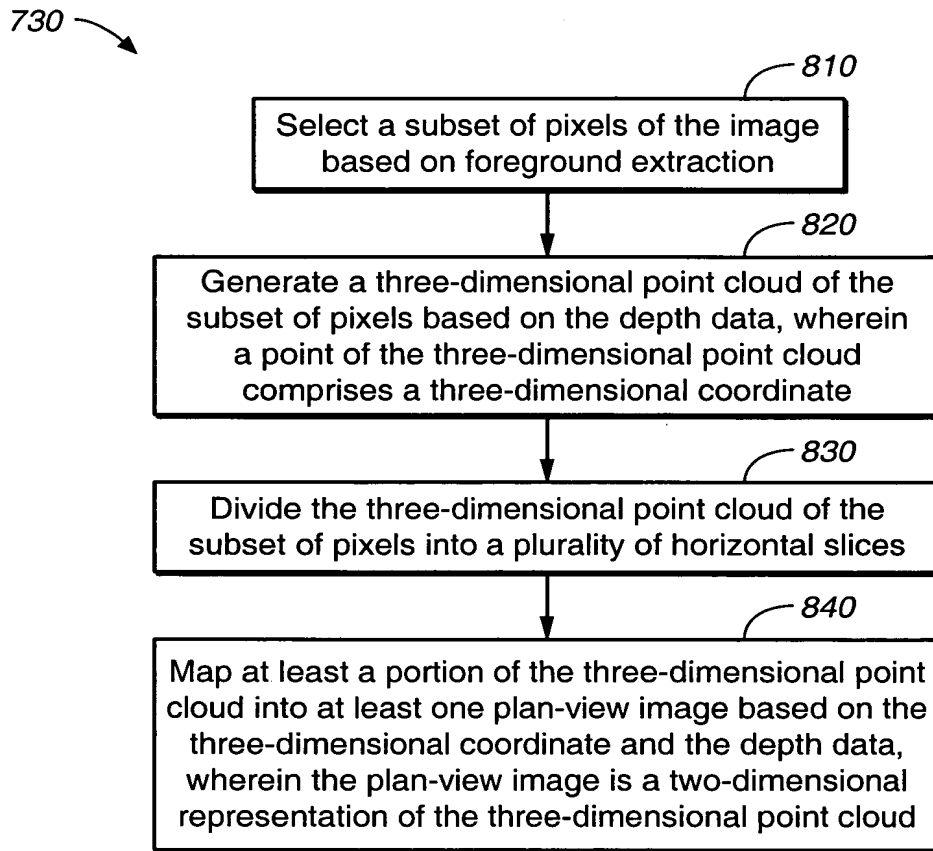 730
810
Select a subset of pixels of the image
based on foreground extraction
820
Generate a three-dimensional point cloud of the
subset of pixels based on the depth data, wherein
a point of the three-dimensional point cloud
comprises a three-dimensional coordinate
830
Divide the three-dimensional point cloud of the
subset of pixels into a plurality of horizontal slices
840
Map at least a portion of the three-dimensional point
cloud into at least one plan-view image based on the
three-dimensional coordinate and the depth data,
wherein the plan-view image is a two-dimensional
representation of the three-dimensional point cloud